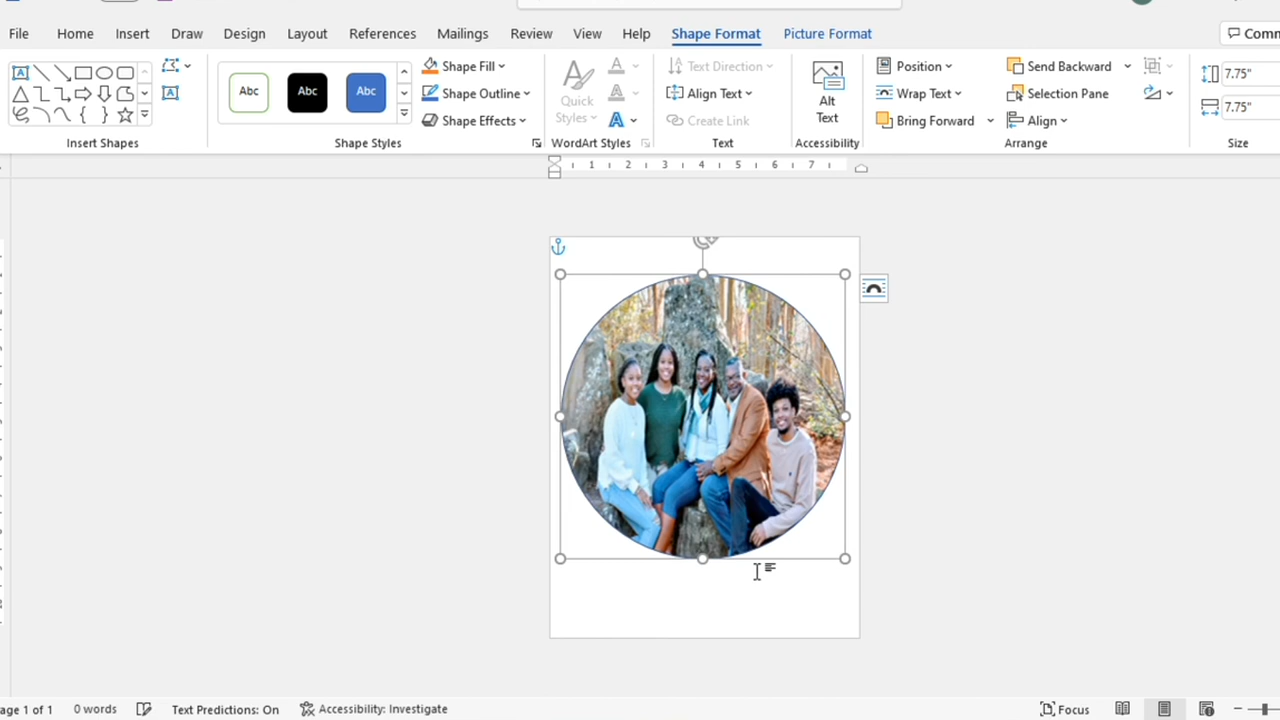 File Home Insert Draw Design Layout References Mailings Review View Help Shape Format Picture Format
Abc Abc Abc
Shape Fill
Shape Outline
Shape Effects
Quick Styles
Text Direction
Align Text
Create Link
Alt Text
Position
Wrap Text
Bring Forward
Send Backward
Selection Pane
Align
7.75"
7.75"
Insert Shapes Shape Styles WordArt Styles Text Accessibility Arrange Size
1 2 3 4 5 6 7
1 of 1 0 words Text Predictions: On Accessibility: Investigate Focus